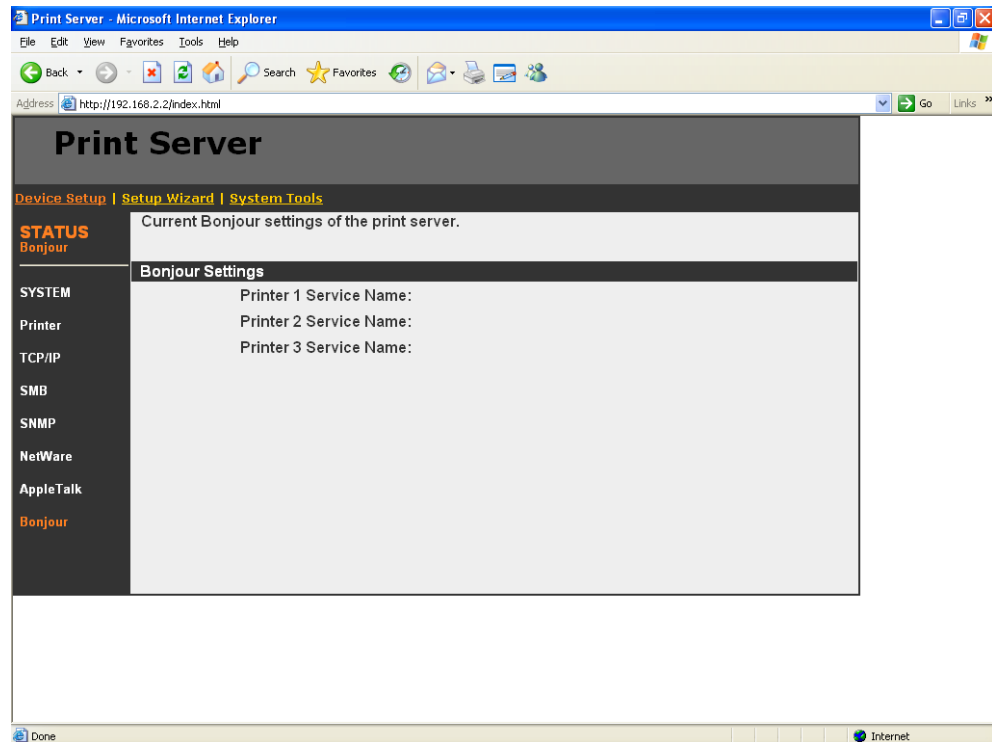 Print Server - Microsoft Internet Explorer
File Edit View Favorites Tools Help
Back Search Favorites
Address http://192.168.2.2/index.html Go Links »
Print Server
Device Setup | Setup Wizard | System Tools
STATUS
Bonjour
Current Bonjour settings of the print server.
Bonjour Settings
Printer 1 Service Name:
Printer 2 Service Name:
Printer 3 Service Name:
SYSTEM
Printer
TCP/IP
SMB
SNMP
NetWare
AppleTalk
Bonjour
Done Internet